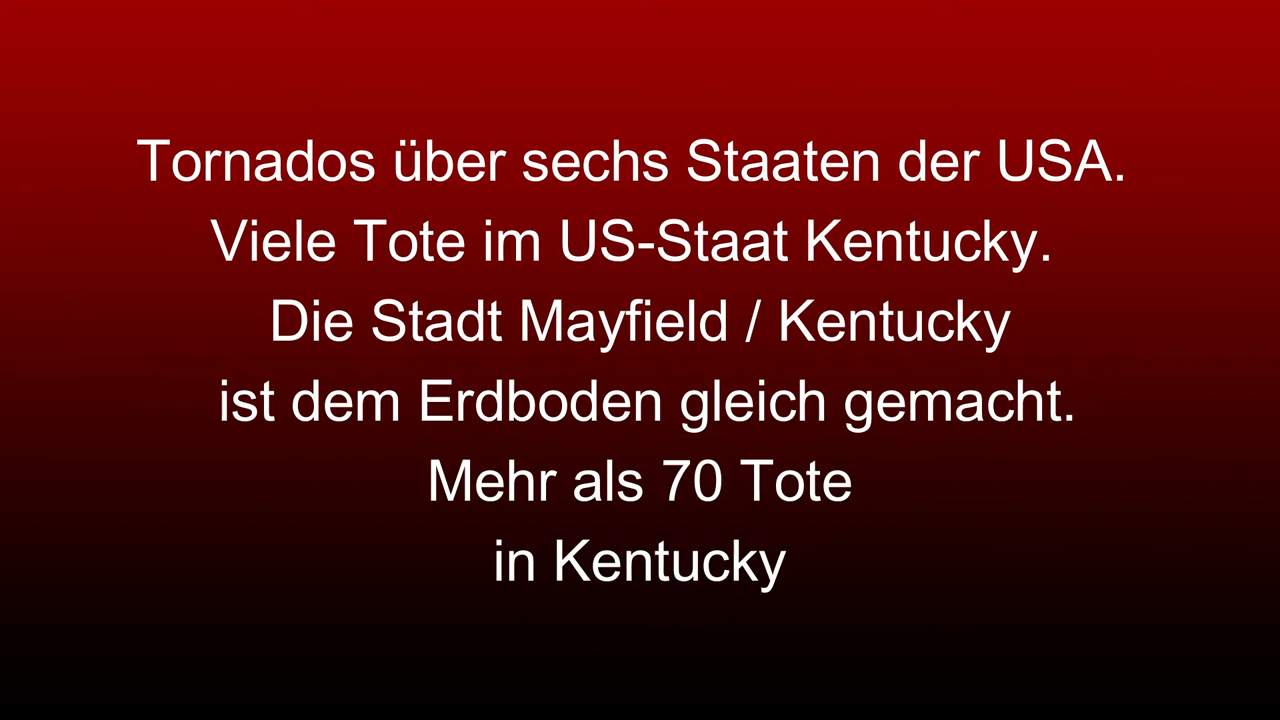 Tornados über sechs Staaten der USA.
Viele Tote im US-Staat Kentucky.
Die Stadt Mayfield / Kentucky
ist dem Erdboden gleich gemacht.
Mehr als 70 Tote
in Kentucky